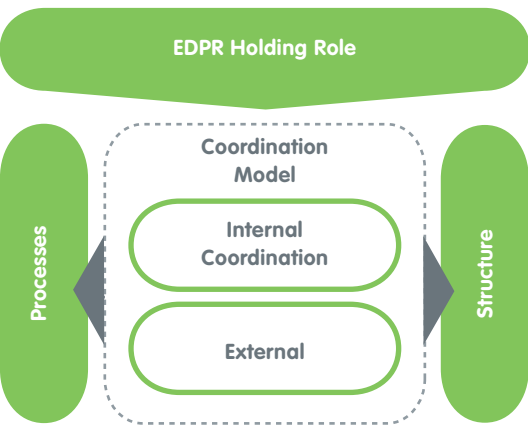 EDPR Holding Role
Coordination
Model
Internal
Coordination
External
Processes
Structure